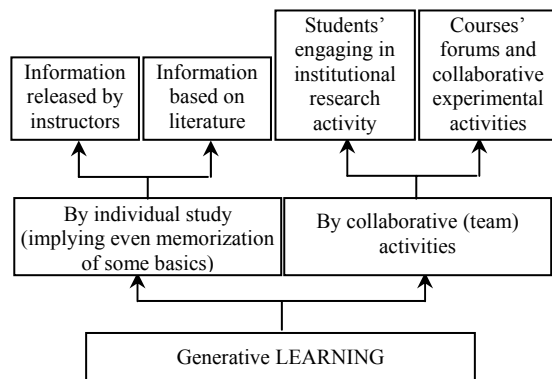 Information
released by
instructors
Information
based on
literature
Students’
engaging in
institutional
research
activity
Courses’
forums and
collaborative
experimental
activities
By individual study
(implying even memorization
of some basics)
By collaborative (team)
activities
Generative LEARNING